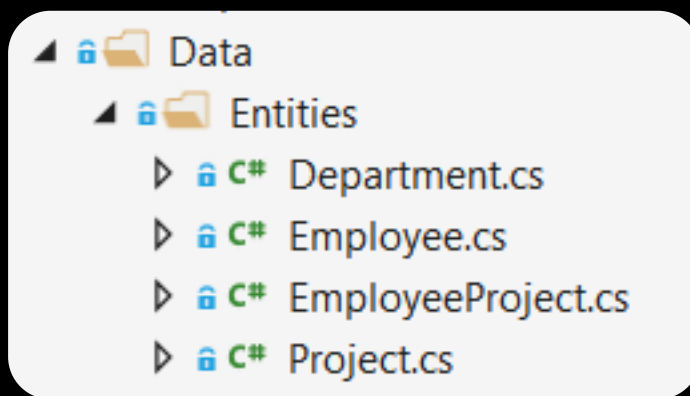 Data
Entities
C# Department.cs
C# Employee.cs
C# EmployeeProject.cs
C# Project.cs